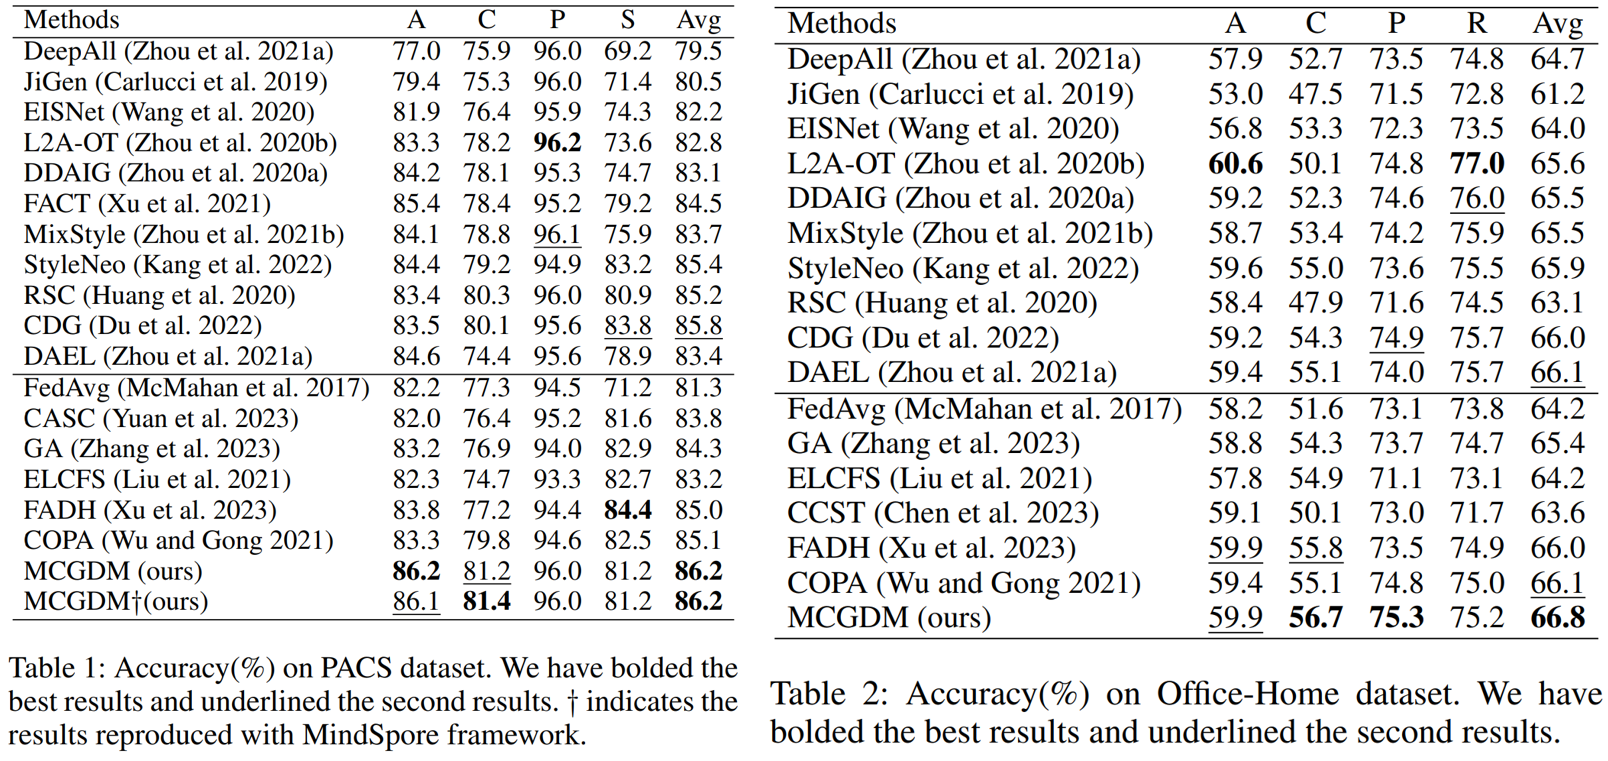 Methods A C P S Avg
DeepAll (Zhou et al. 2021a) 77.0 75.9 96.0 69.2 79.5
JiGen (Carlucci et al. 2019) 79.4 75.3 96.0 71.4 80.5
EISNet (Wang et al. 2020) 81.9 76.4 95.9 74.3 82.2
L2A-OT (Zhou et al. 2020b) 83.3 78.2 96.2 73.6 82.8
DDAIG (Zhou et al. 2020a) 84.2 78.1 95.3 74.7 83.1
FACT (Xu et al. 2021) 85.4 78.4 95.2 79.2 84.5
MixStyle (Zhou et al. 2021b) 84.1 78.8 96.1 75.9 83.7
StyleNeo (Kang et al. 2022) 84.4 79.2 94.9 83.2 85.4
RSC (Huang et al. 2020) 83.4 80.3 96.0 80.9 85.2
CDG (Du et al. 2022) 83.5 80.1 95.6 83.8 85.8
DAEL (Zhou et al. 2021a) 84.6 74.4 95.6 78.9 83.4
FedAvg (McMahan et al. 2017) 82.2 77.3 94.5 71.2 81.3
CASC (Yuan et al. 2023) 82.0 76.4 95.2 81.6 83.8
GA (Zhang et al. 2023) 83.2 76.9 94.0 82.9 84.3
ELCFS (Liu et al. 2021) 82.3 74.7 93.3 82.7 83.2
FADH (Xu et al. 2023) 83.8 77.2 94.4 84.4 85.0
COPA (Wu and Gong 2021) 83.3 79.8 94.6 82.5 85.1
MCGDM (ours) 86.2 81.2 96.0 81.2 86.2
MCGDM†(ours) 86.1 81.4 96.0 81.2 86.2
Table 1: Accuracy(%) on PACS dataset. We have bolded the
best results and underlined the second results. † indicates the
results reproduced with MindSpore framework.
Methods A C P R Avg
DeepAll (Zhou et al. 2021a) 57.9 52.7 73.5 74.8 64.7
JiGen (Carlucci et al. 2019) 53.0 47.5 71.5 72.8 61.2
EISNet (Wang et al. 2020) 56.8 53.3 72.3 73.5 64.0
L2A-OT (Zhou et al. 2020b) 60.6 50.1 74.8 77.0 65.6
DDAIG (Zhou et al. 2020a) 59.2 52.3 74.6 76.0 65.5
MixStyle (Zhou et al. 2021b) 58.7 53.4 74.2 75.9 65.5
StyleNeo (Kang et al. 2022) 59.6 55.0 73.6 75.5 65.9
RSC (Huang et al. 2020) 58.4 47.9 71.6 74.5 63.1
CDG (Du et al. 2022) 59.2 54.3 74.9 75.7 66.0
DAEL (Zhou et al. 2021a) 59.4 55.1 74.0 75.7 66.1
FedAvg (McMahan et al. 2017) 58.2 51.6 73.1 73.8 64.2
GA (Zhang et al. 2023) 58.8 54.3 73.7 74.7 65.4
ELCFS (Liu et al. 2021) 57.8 54.9 71.1 73.1 64.2
CCST (Chen et al. 2023) 59.1 50.1 73.0 71.7 63.6
FADH (Xu et al. 2023) 59.9 55.8 73.5 74.9 66.0
COPA (Wu and Gong 2021) 59.4 55.1 74.8 75.0 66.1
MCGDM (ours) 59.9 56.7 75.3 75.2 66.8
Table 2: Accuracy(%) on Office-Home dataset. We have
bolded the best results and underlined the second results.